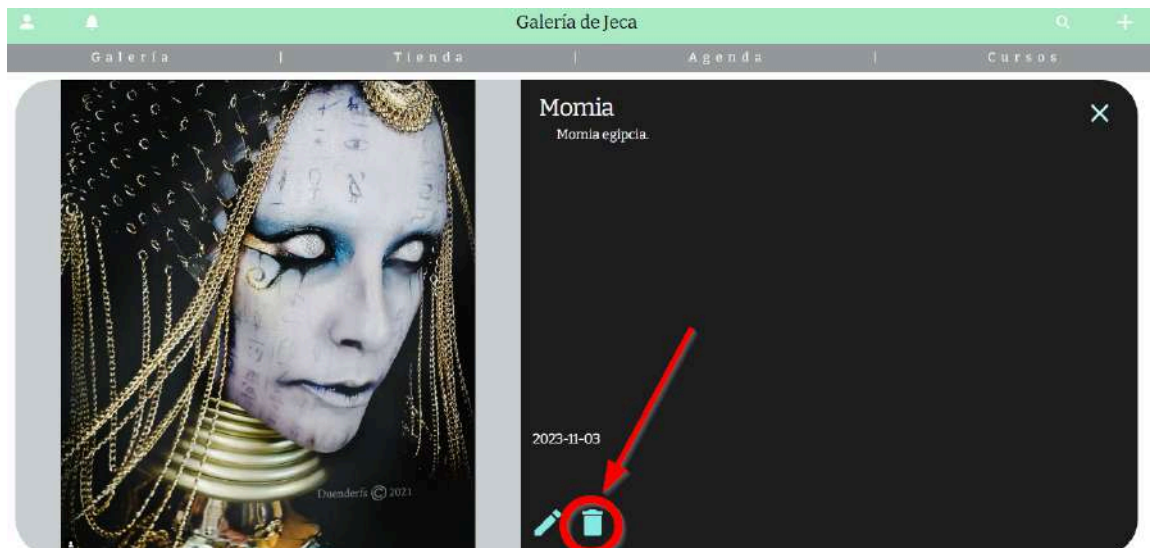 Galería de Jeca
Galería | Tienda | Agenda | Cursos
Momia
Momia egipcia.
2023-11-03
Duenderfs © 2021